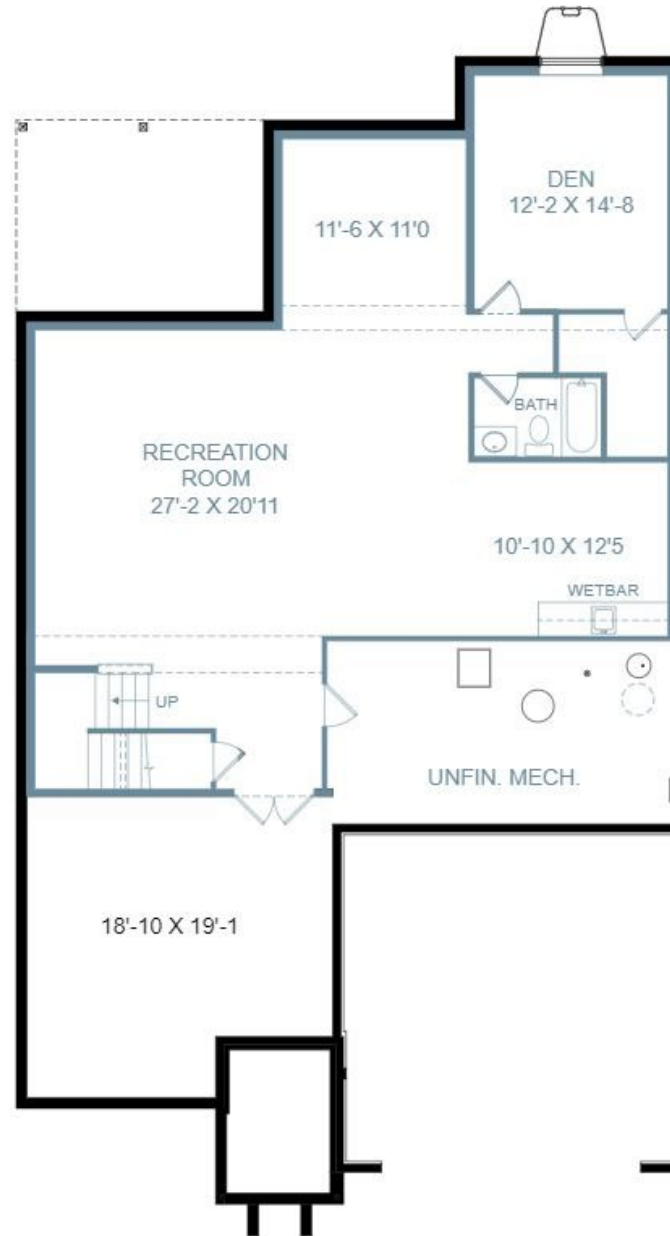 DEN
12'-2 X 14'-8
11'-6 X 11'0
BATH
RECREATION
ROOM
27'-2 X 20'11
10'-10 X 12'5
WETBAR
UP
UNFIN. MECH.
18'-10 X 19'-1